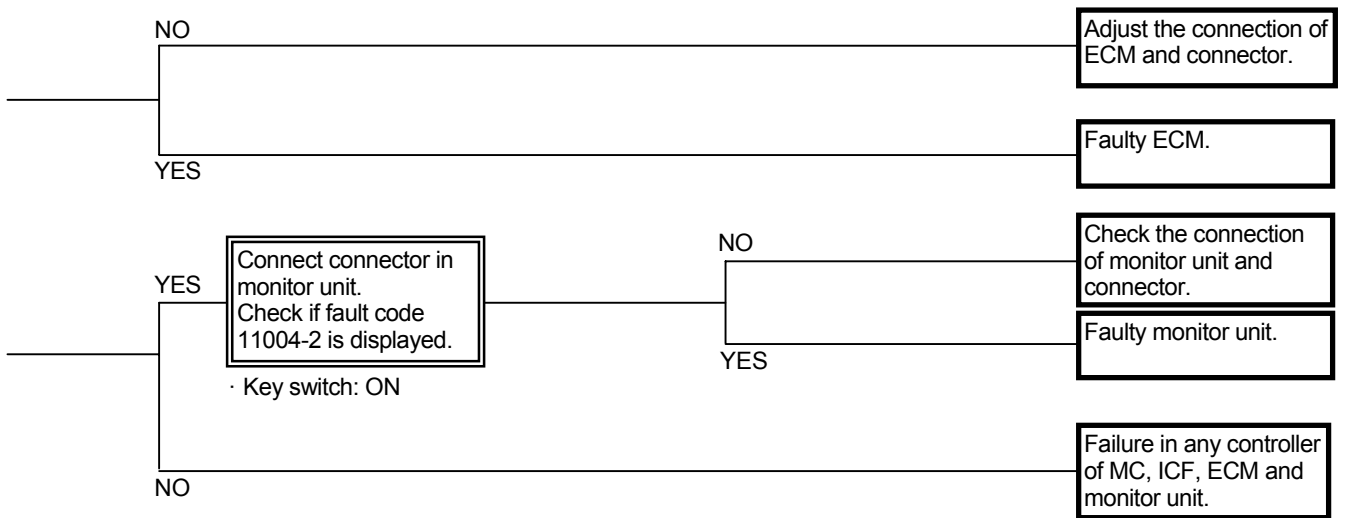 NO
Adjust the connection of
ECM and connector.
YES
Faulty ECM.
YES
Connect connector in
monitor unit.
Check if fault code
11004-2 is displayed.
· Key switch: ON
NO
Check the connection
of monitor unit and
connector.
YES
Faulty monitor unit.
NO
Failure in any controller
of MC, ICF, ECM and
monitor unit.